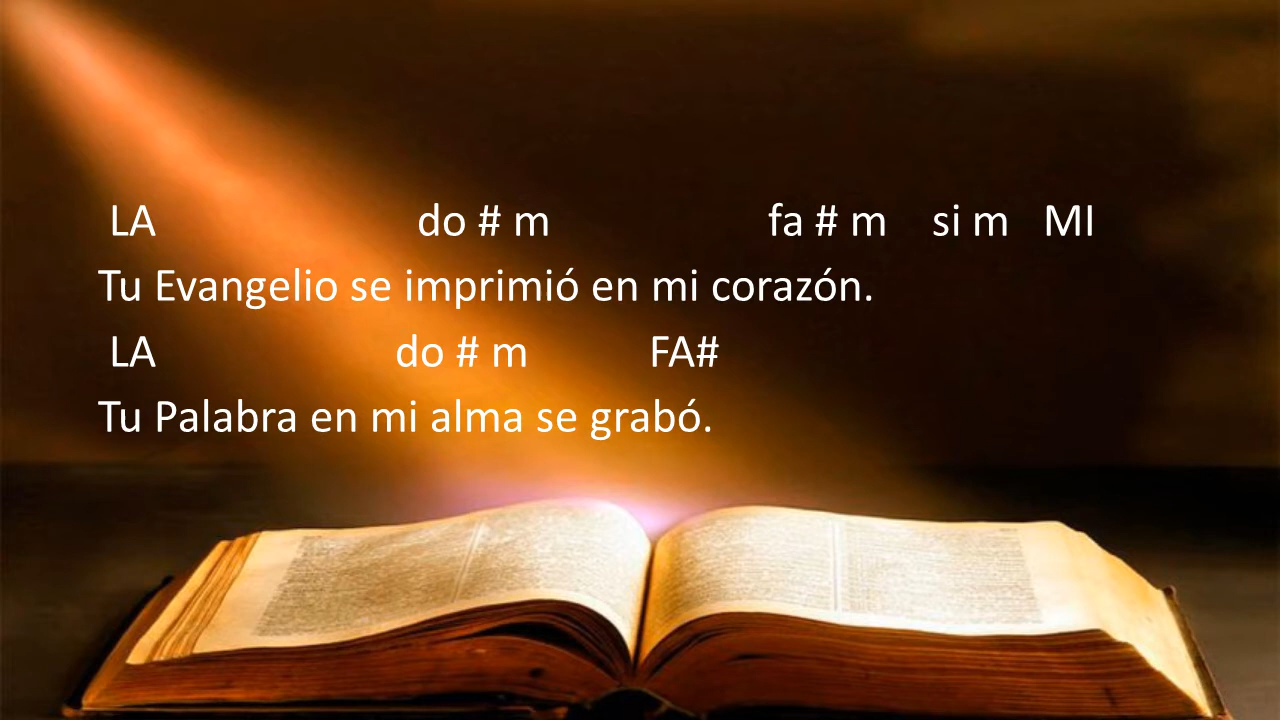 LA do # m fa # m si m MI
Tu Evangelio se imprimió en mi corazón.
LA do # m FA#
Tu Palabra en mi alma se grabó.